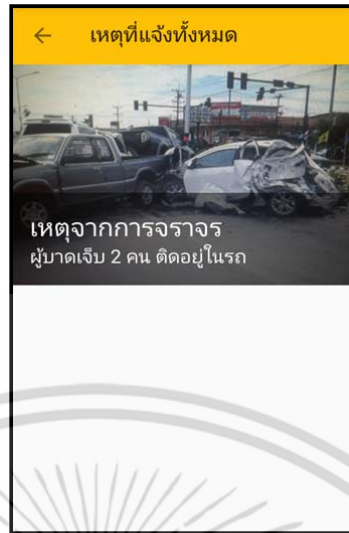 เหตุที่แจ้งทั้งหมด
เหตุจากการจราจร
ผู้บาดเจ็บ 2 คน ติดอยู่ในรถ